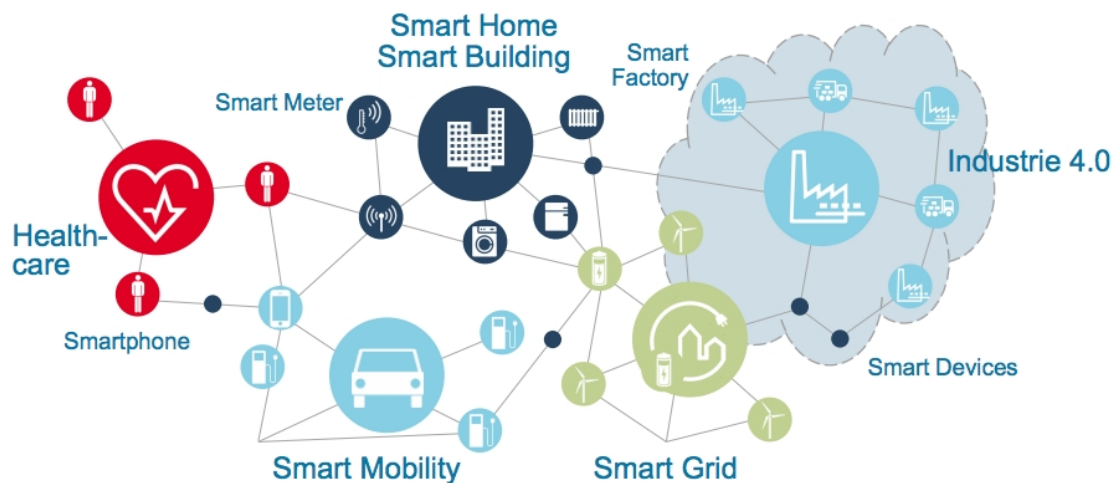 Smart Home
Smart Building
Smart
Factory
Smart Meter
Industrie 4.0
Health-
care
Smartphone
Smart Devices
Smart Mobility
Smart Grid